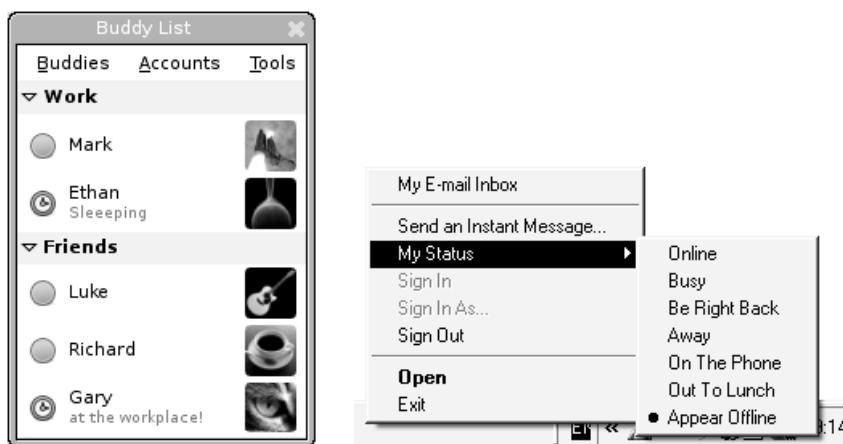 Buddy List
Buddies Accounts Tools
Work
Mark
Ethan
Sleeeping
Friends
Luke
Richard
Gary
at the workplace!
My E-mail Inbox
Send an Instant Message...
My Status
Sign In
Sign In As...
Sign Out
Open
Exit
Online
Busy
Be Right Back
Away
On The Phone
Out To Lunch
Appear Offline